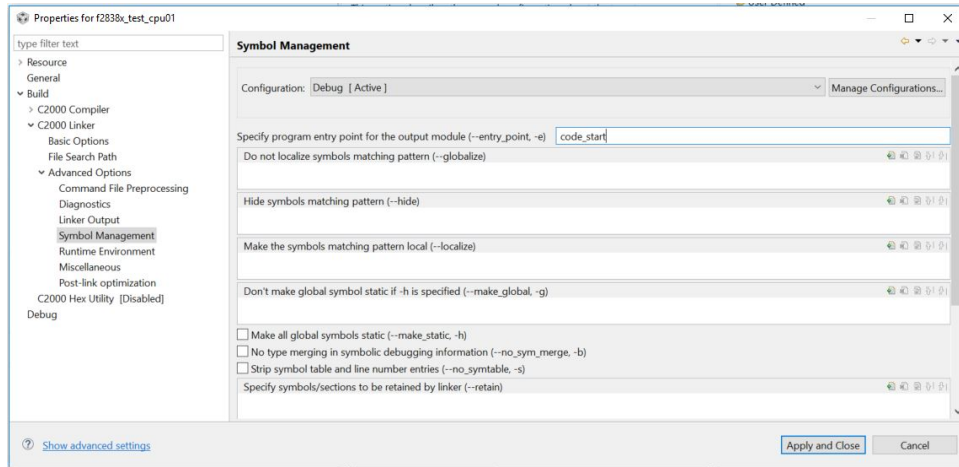 Properties for f2838x_test_cpu01
type filter text
Resource
General
Build
C2000 Compiler
C2000 Linker
Basic Options
File Search Path
Advanced Options
Command File Preprocessing
Diagnostics
Linker Output
Symbol Management
Runtime Environment
Miscellaneous
Post-link optimization
C2000 Hex Utility [Disabled]
Debug
Symbol Management
Configuration: Debug [ Active ] Manage Configurations...
Specify program entry point for the output module (--entry_point, -e) code_start
Do not localize symbols matching pattern (--globalize)
Hide symbols matching pattern (--hide)
Make the symbols matching pattern local (--localize)
Don't make global symbol static if -h is specified (--make_global, -g)
Make all global symbols static (--make_static, -h)
No type merging in symbolic debugging information (--no_sym_merge, -b)
Strip symbol table and line number entries (--no_symtable, -s)
Specify symbols/sections to be retained by linker (--retain)
Show advanced settings Apply and Close Cancel